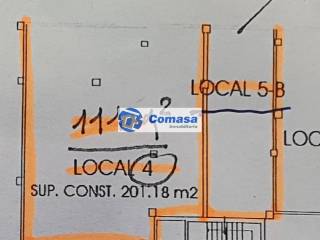 LOCAL 5-B
Comasa
Inmobiliaria
LOCAL 4
LOC
SUP. CONST. 201.18 m2